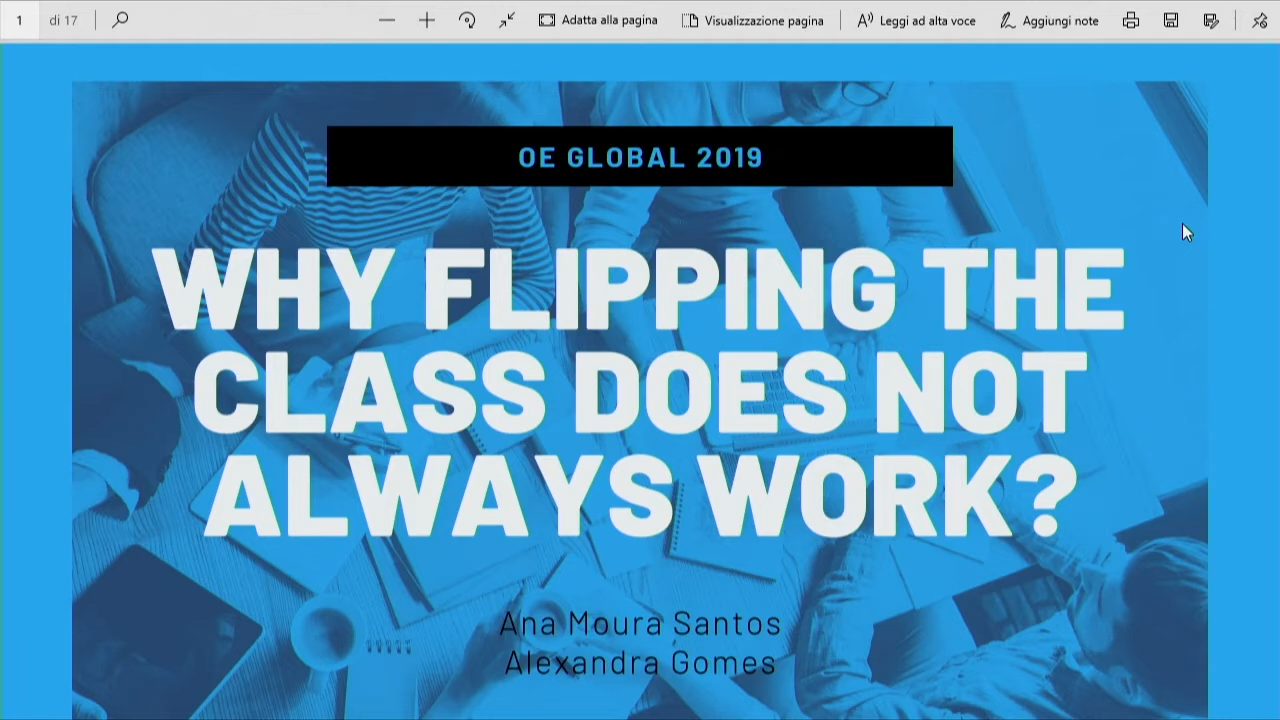 1 di 17 Adatta alla pagina Visualizzazione pagina Leggi ad alta voce Aggiungi note
OE GLOBAL 2019
WHY FLIPPING THE
CLASS DOES NOT
ALWAYS WORK?
Ana Moura Santos
Alexandra Gomes